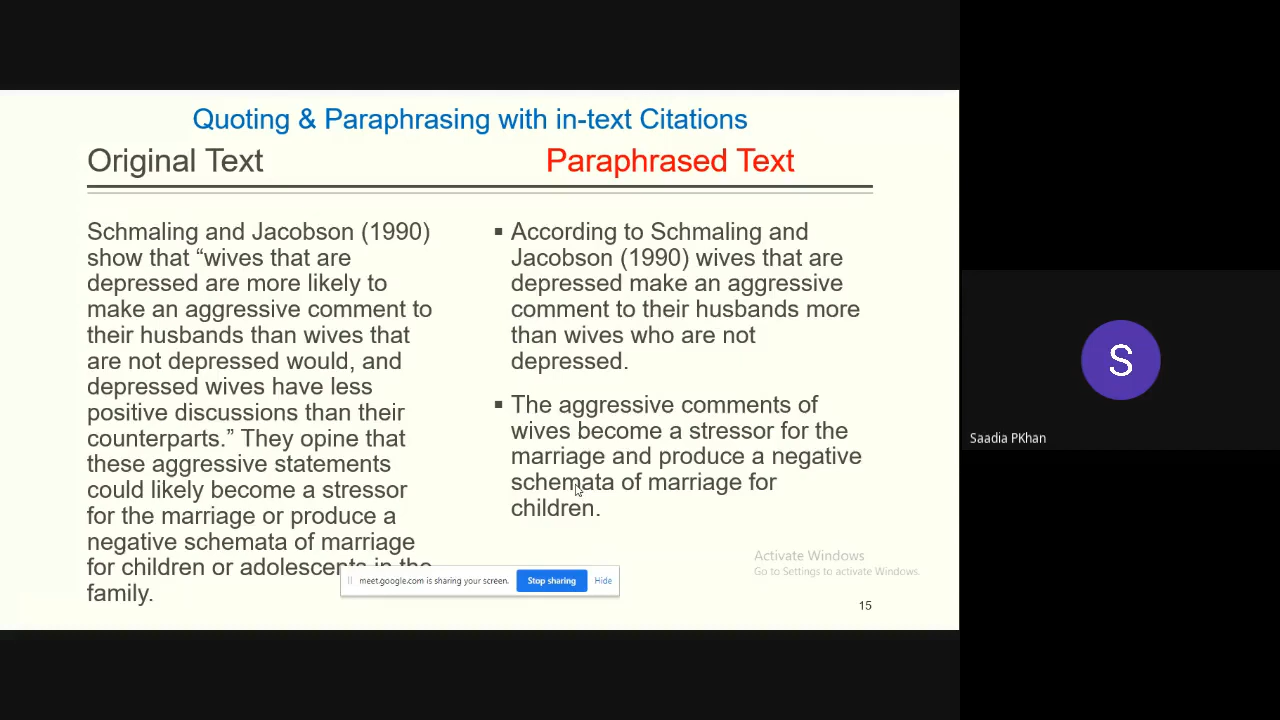 Quoting & Paraphrasing with in-text Citations
Original Text
Paraphrased Text
Schmaling and Jacobson (1990)
show that “wives that are
depressed are more likely to
make an aggressive comment to
their husbands than wives that
are not depressed would, and
depressed wives have less
positive discussions than their
counterparts.” They opine that
these aggressive statements
could likely become a stressor
for the marriage or produce a
negative schemata of marriage
for children or adolescents in the
family.
▪ According to Schmaling and
Jacobson (1990) wives that are
depressed make an aggressive
comment to their husbands more
than wives who are not
depressed.
▪ The aggressive comments of
wives become a stressor for the
marriage and produce a negative
schemata of marriage for
children.
meet.google.com is sharing your screen. Stop sharing Hide
Activate Windows
Go to Settings to activate Windows.
15
S
Saadia PKhan